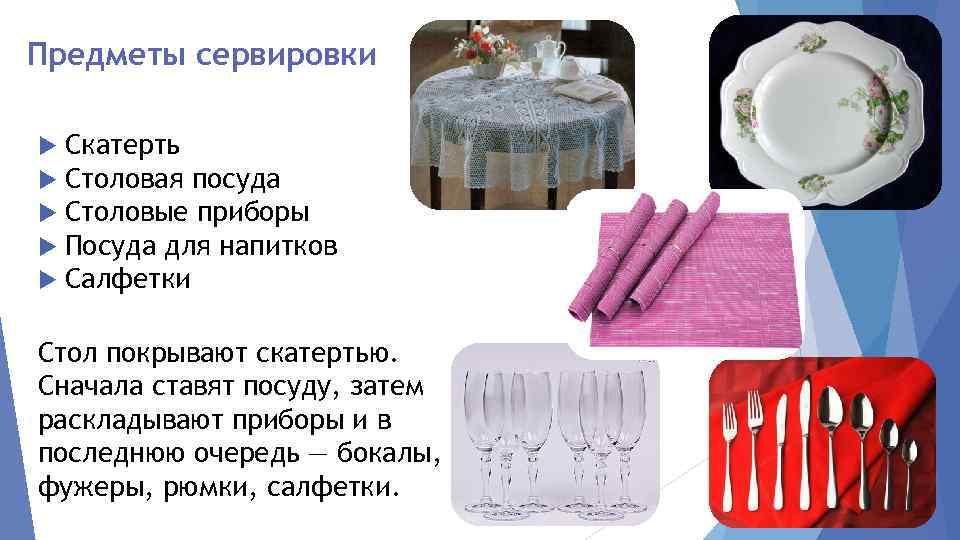 Предметы сервировки
Скатерть
Столовая посуда
Столовые приборы
Посуда для напитков
Салфетки
Стол покрывают скатертью.
Сначала ставят посуду, затем
раскладывают приборы и в
последнюю очередь — бокалы,
фужеры, рюмки, салфетки.